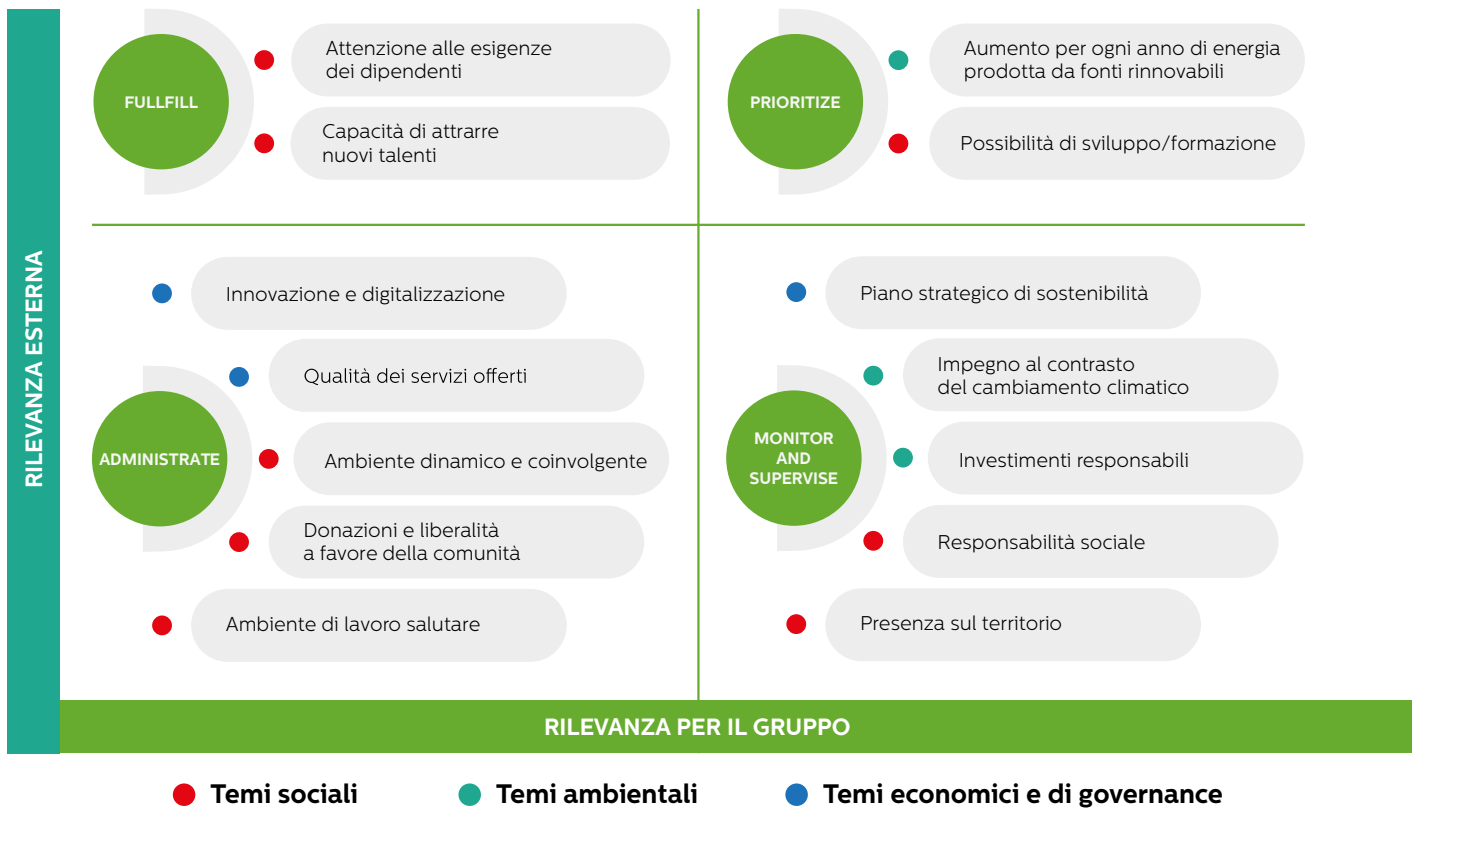 RILEVANZA ESTERNA
FULLFILL
Attenzione alle esigenze
dei dipendenti
Capacità di attrarre
nuovi talenti
PRIORITIZE
Aumento per ogni anno di energia
prodotta da fonti rinnovabili
Possibilità di sviluppo/formazione
ADMINISTRATE
Innovazione e digitalizzazione
Qualità dei servizi offerti
Ambiente dinamico e coinvolgente
Donazioni e liberalità
a favore della comunità
Ambiente di lavoro salutare
MONITOR
AND
SUPERVISE
Piano strategico di sostenibilità
Impegno al contrasto
del cambiamento climatico
Investimenti responsabili
Responsabilità sociale
Presenza sul territorio
RILEVANZA PER IL GRUPPO
Temi sociali
Temi ambientali
Temi economici e di governance